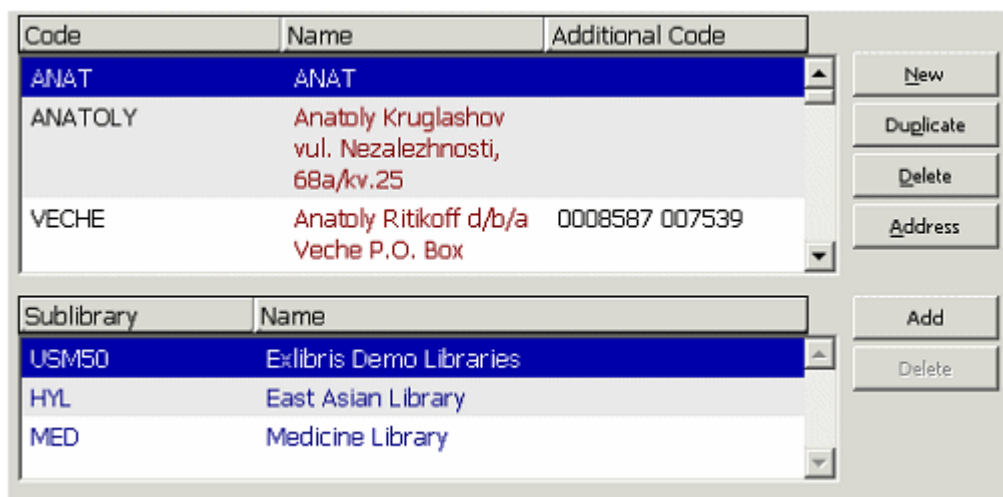 Code Name Additional Code
ANAT ANAT
ANATOLY Anatoly Kruglashov
vul. Nezalezhnosti,
68a/kv.25
VECHE Anatoly Ritikoff d/b/a 0008587 007539
Veche P.O. Box
New
Duplicate
Delete
Address
Sublibrary Name
USM50 Exlibris Demo Libraries
HYL East Asian Library
MED Medicine Library
Add
Delete